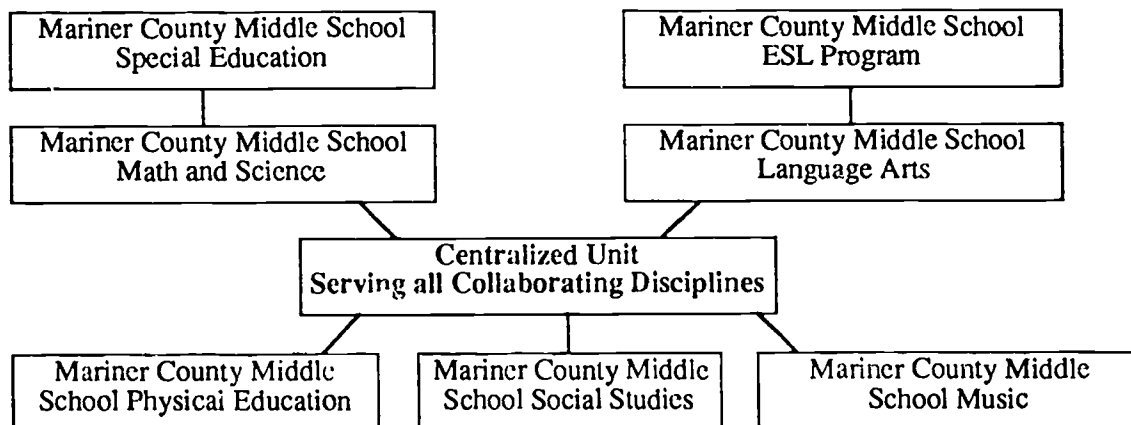 Mariner County Middle School
Special Education
Mariner County Middle School
ESL Program
Mariner County Middle School
Math and Science
Mariner County Middle School
Language Arts
Centralized Unit
Serving all Collaborating Disciplines
Mariner County Middle
School Physical Education
Mariner County Middle
School Social Studies
Mariner County Middle
School Music